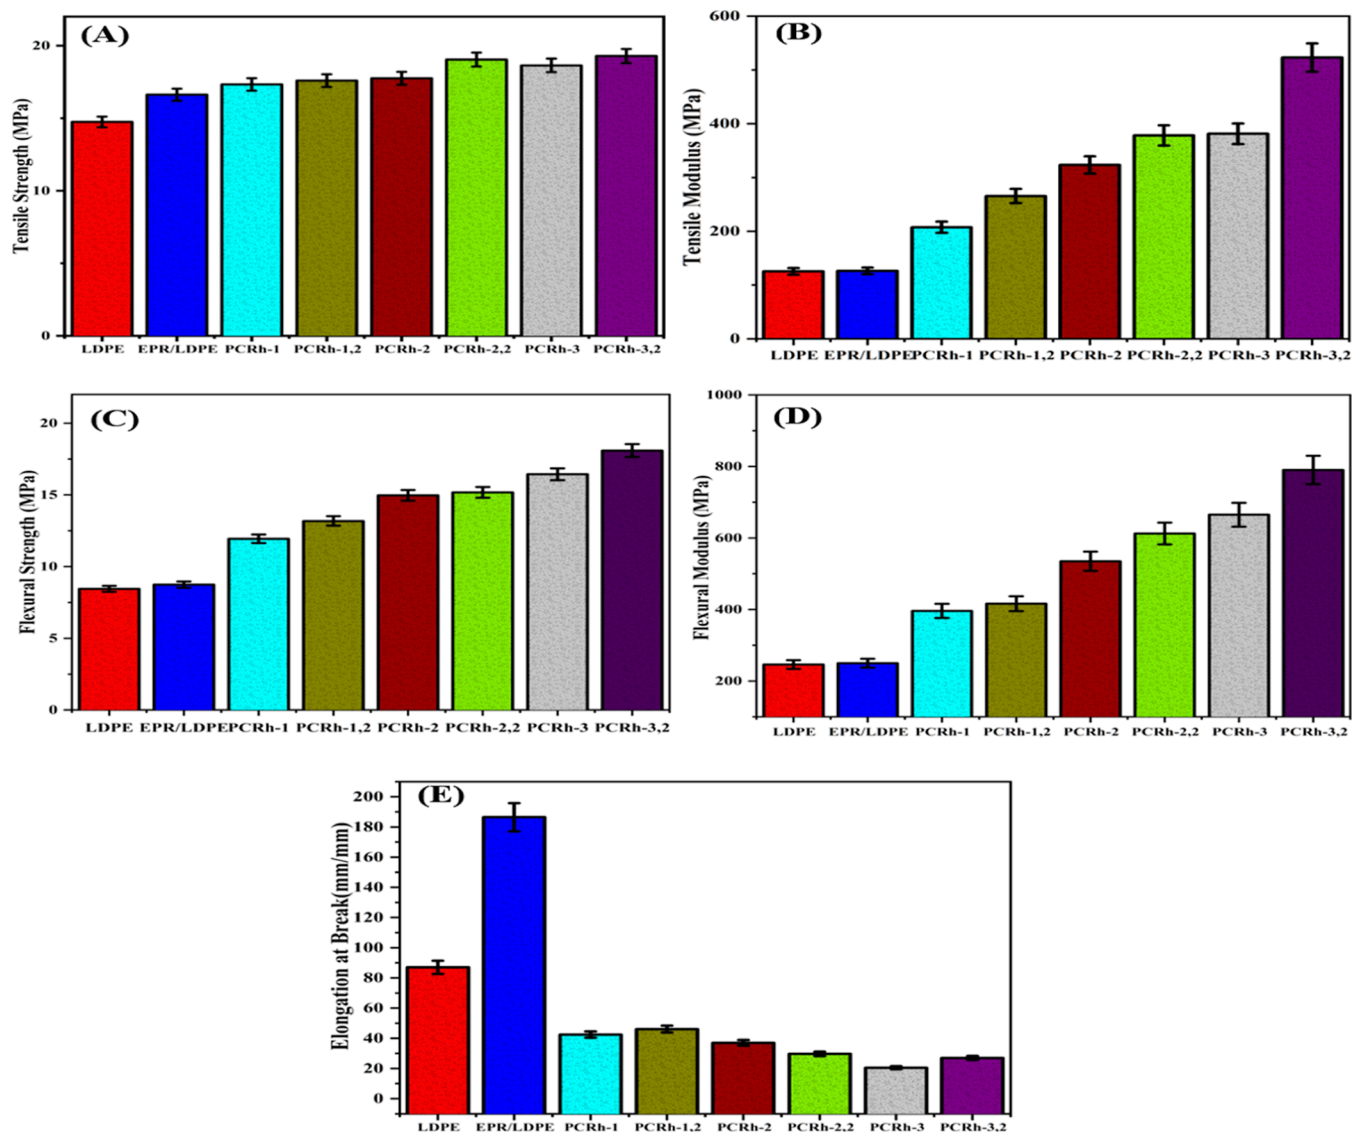 (A)
Tensile Strength (MPa)
20
10
0
LDPE EPR/LDPE PCRh-1 PCRh-1,2 PCRh-2 PCRh-2,2 PCRh-3 PCRh-3,2
(B)
Tensile Modulus (MPa)
600
400
200
0
LDPE EPR/LDPE PCRh-1 PCRh-1,2 PCRh-2 PCRh-2,2 PCRh-3 PCRh-3,2
(C)
Flexural Strength (MPa)
20
15
10
5
0
LDPE EPR/LDPE PCRh-1 PCRh-1,2 PCRh-2 PCRh-2,2 PCRh-3 PCRh-3,2
(D)
Flexural Modulus (MPa)
1000
800
600
400
200
LDPE EPR/LDPE PCRh-1 PCRh-1,2 PCRh-2 PCRh-2,2 PCRh-3 PCRh-3,2
(E)
Elongation at Break(mm/mm)
200
180
160
140
120
100
80
60
40
20
0
LDPE EPR/LDPE PCRh-1 PCRh-1,2 PCRh-2 PCRh-2,2 PCRh-3 PCRh-3,2